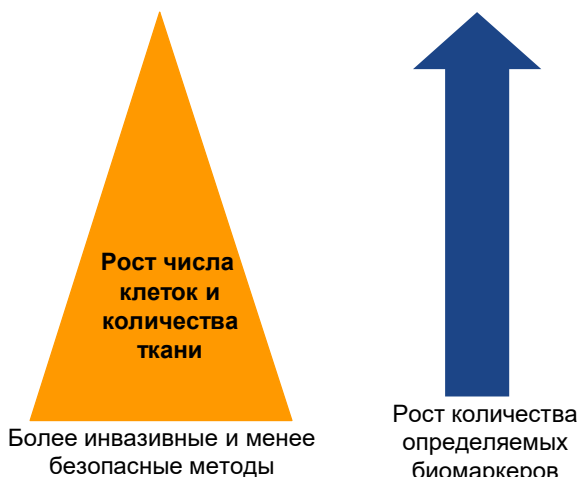 Рост числа
клеток и
количества
ткани
Более инвазивные и менее
безопасные методы
Рост количества
определяемых
биомаркеров